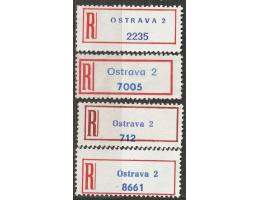 R OSTRAVA 2
2235
R Ostrava 2
7005
R Ostrava 2
712
R Ostrava 2
8661